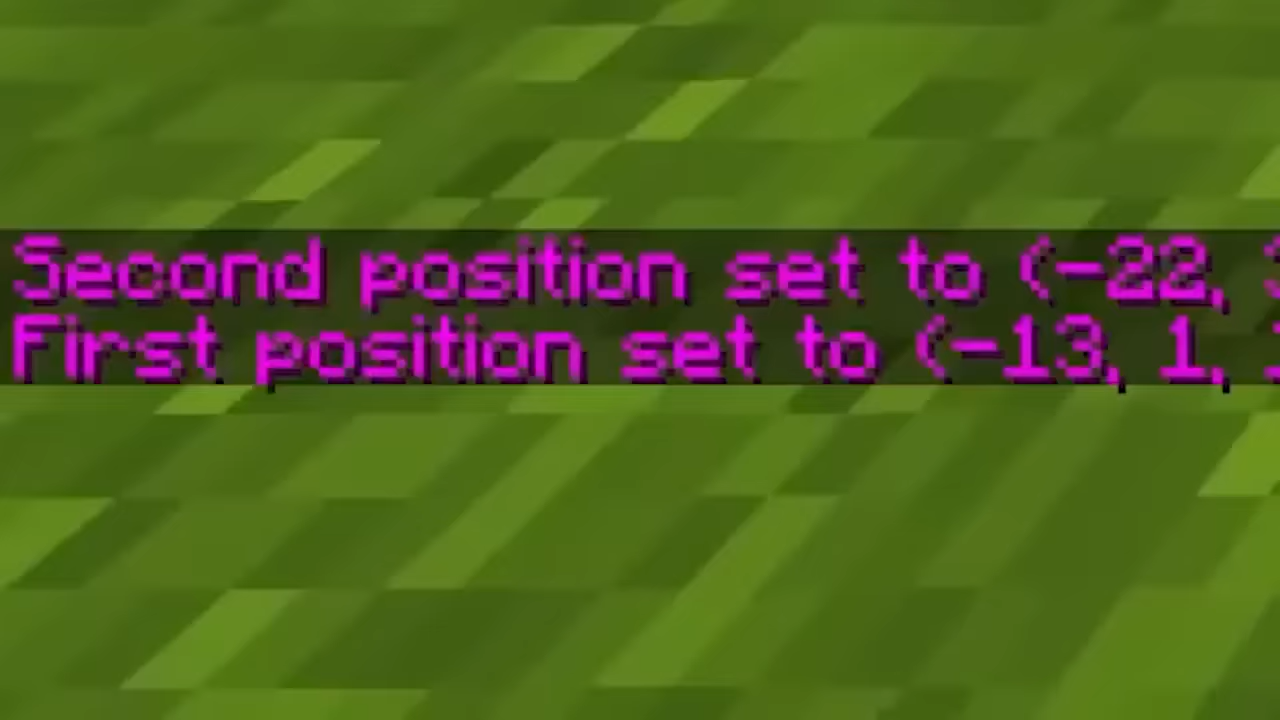 Second position set to (-22,
First position set to (-13, 1,